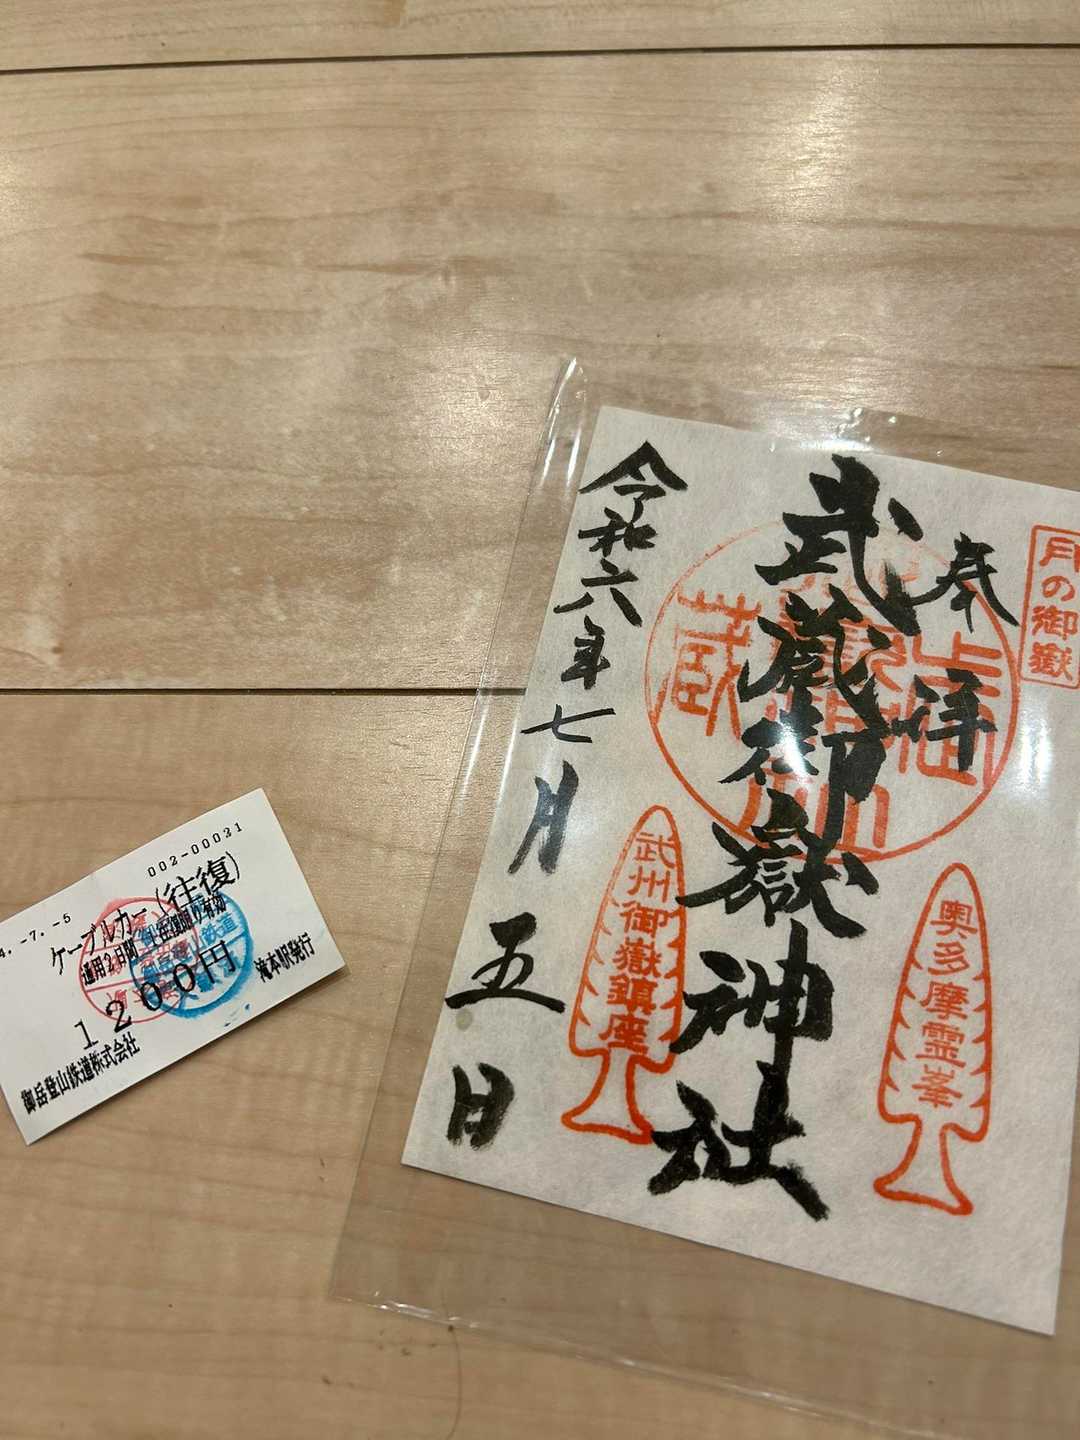 月の御嶽
奉拝
武蔵御嶽神社
奥多摩霊峯
武州御嶽鎮座
令和六年七月五日
002-00031
4.-7.-5
ケーブルカー(往復)
通用2日間
1200円
滝本駅発行
御岳登山鉄道株式会社